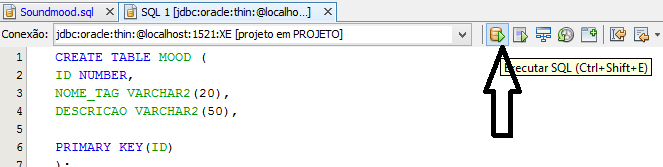 Soundmood.sql
SQL 1 [jdbc:oracle:thin:@localho...]
Conexão: jdbc:oracle:thin:@localhost:1521:XE [projeto em PROJETO]
Executar SQL (Ctrl+Shift+E)
1 CREATE TABLE MOOD (
2 ID NUMBER,
3 NOME_TAG VARCHAR2(20),
4 DESCRICAO VARCHAR2(50),
5
6 PRIMARY KEY(ID)
7 );